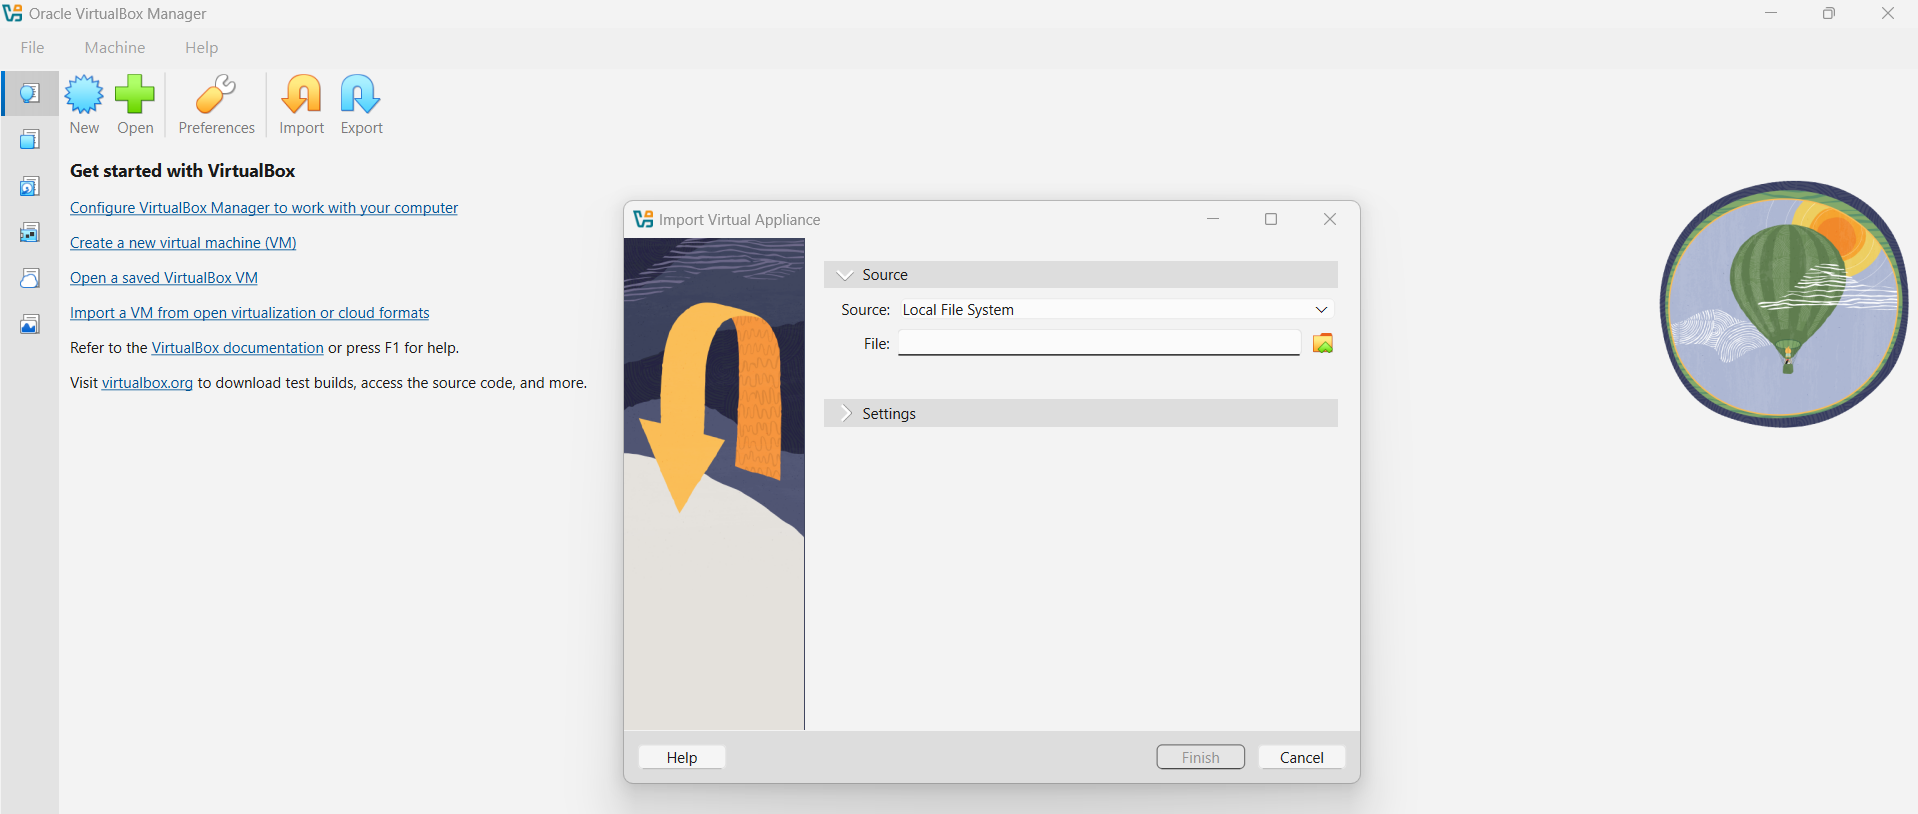 Oracle VirtualBox Manager
File Machine Help
New Open Preferences Import Export
Get started with VirtualBox
Configure VirtualBox Manager to work with your computer
Create a new virtual machine (VM)
Open a saved VirtualBox VM
Import a VM from open virtualization or cloud formats
Refer to the VirtualBox documentation or press F1 for help.
Visit virtualbox.org to download test builds, access the source code, and more.
Import Virtual Appliance
Source
Source: Local File System
File:
Settings
Help Finish Cancel